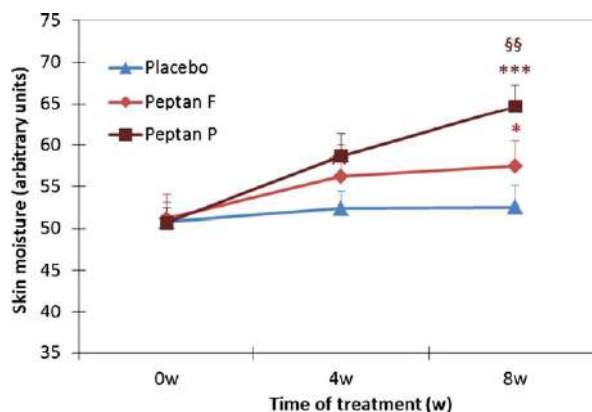 75
70
65
60
55
50
45
40
35
Skin moisture (arbitrary units)
Placebo
Peptan F
Peptan P
§§
***
*
0w
4w
8w
Time of treatment (w)